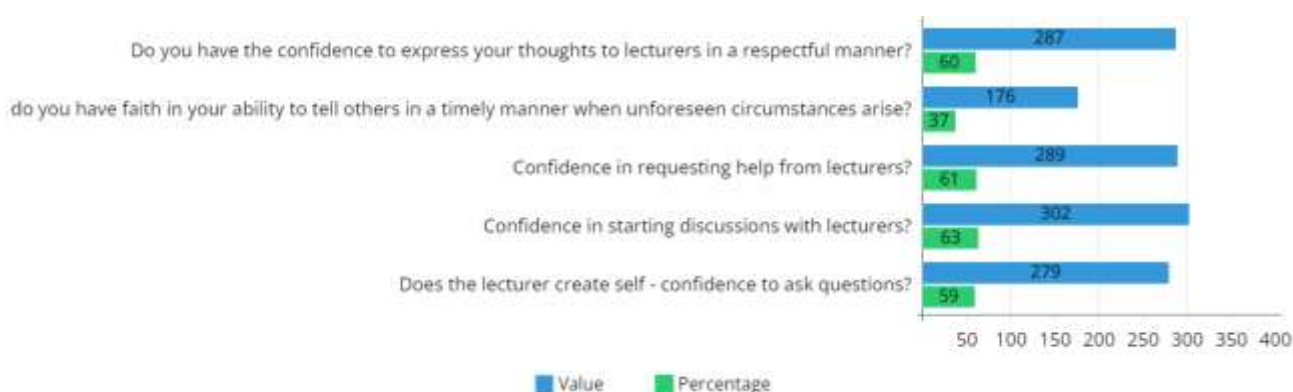 Do you have the confidence to express your thoughts to lecturers in a respectful manner?
287
60
do you have faith in your ability to tell others in a timely manner when unforeseen circumstances arise?
176
37
Confidence in requesting help from lecturers?
289
61
Confidence in starting discussions with lecturers?
302
63
Does the lecturer create self - confidence to ask questions?
279
59
50 100 150 200 250 300 350 400
Value Percentage